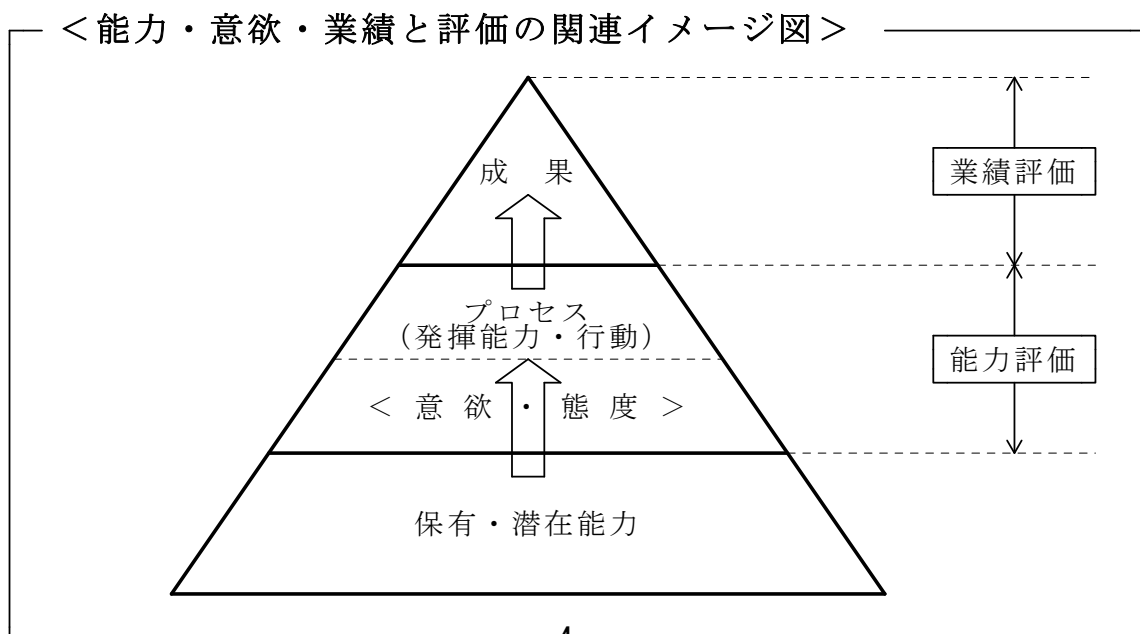 ＜能力・意欲・業績と評価の関連イメージ図＞
成　果
業績評価
プロセス
（発揮能力・行動）
能力評価
＜ 意 欲 ・ 態 度 ＞
保有・潜在能力